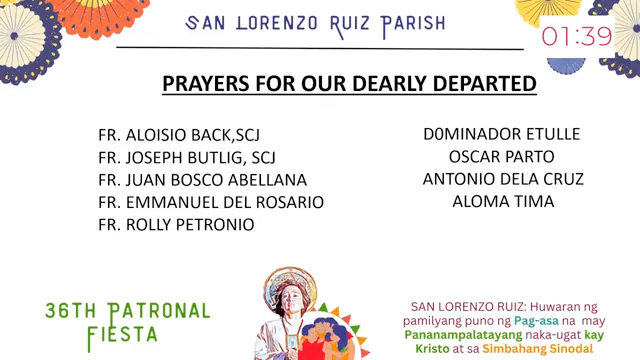 SAN LORENZO RUIZ PARISH
01:39
PRAYERS FOR OUR DEARLY DEPARTED
FR. ALOISIO BACK,SCJ
FR. JOSEPH BUTLIG, SCJ
FR. JUAN BOSCO ABELLANA
FR. EMMANUEL DEL ROSARIO
FR. ROLLY PETRONIO
D0MINADOR ETULLE
OSCAR PARTO
ANTONIO DELA CRUZ
ALOMA TIMA
36TH PATRONAL
FIESTA
SAN LORENZO RUIZ: Huwaran ng
pamilyang puno ng Pag-asa na may
Pananampalatayang naka-ugat kay
Kristo at sa Simbahang Sinodal